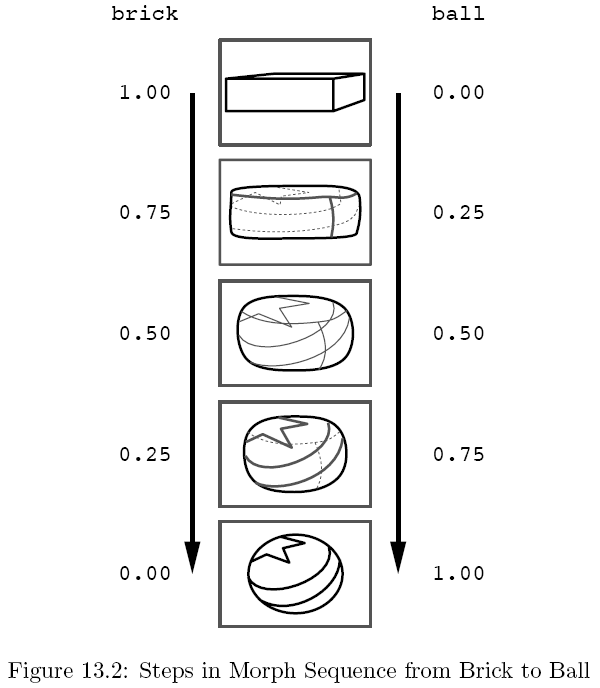 brick ball
1.00 0.00
0.75 0.25
0.50 0.50
0.25 0.75
0.00 1.00
Figure 13.2: Steps in Morph Sequence from Brick to Ball